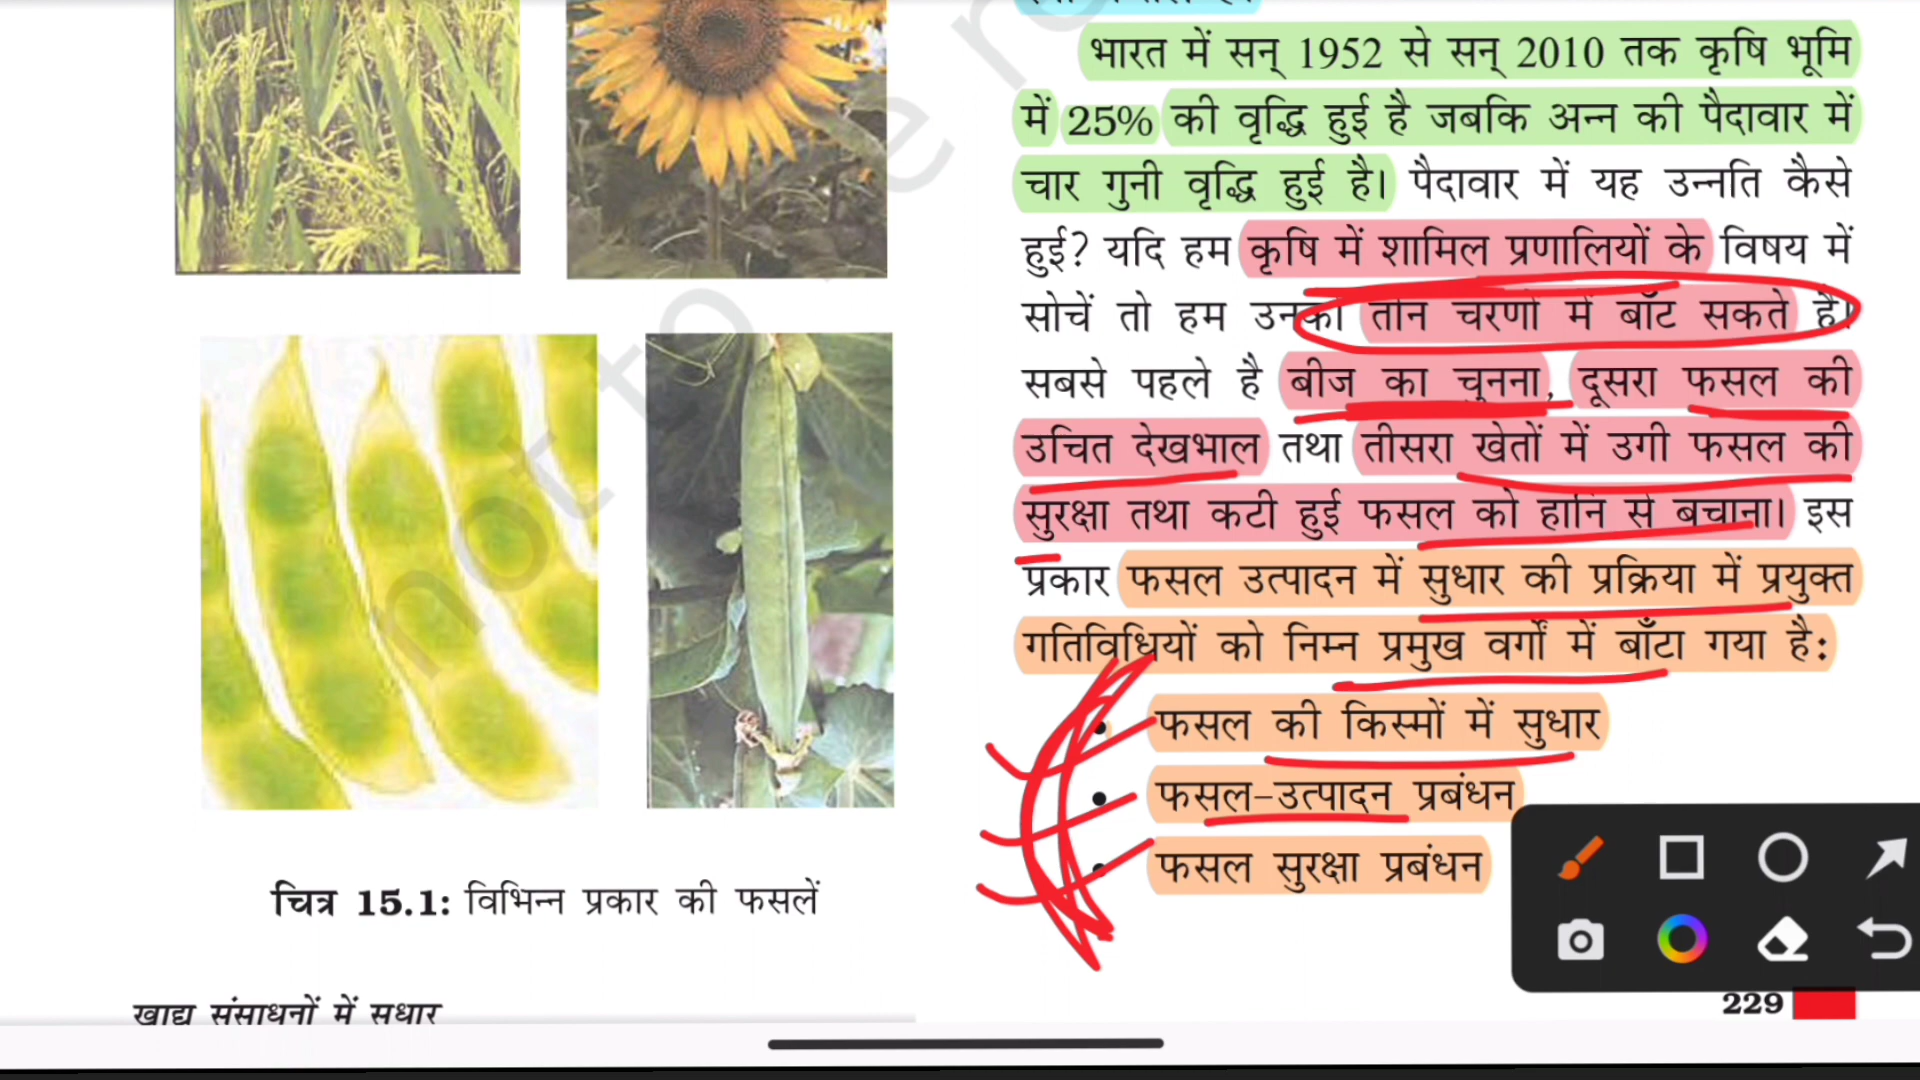 भारत में सन् 1952 से सन् 2010 तक कृषि भूमि
में 25% की वृद्धि हुई है जबकि अन्न की पैदावार में
चार गुनी वृद्धि हुई है। पैदावार में यह उन्नति कैसे
हुई? यदि हम कृषि में शामिल प्रणालियों के विषय में
सोचें तो हम उनको तीन चरणों में बाँट सकते हैं।
सबसे पहले है बीज का चुनना, दूसरा फसल की
उचित देखभाल तथा तीसरा खेतों में उगी फसल की
सुरक्षा तथा कटी हुई फसल को हानि से बचाना। इस
प्रकार फसल उत्पादन में सुधार की प्रक्रिया में प्रयुक्त
गतिविधियों को निम्न प्रमुख वर्गों में बाँटा गया है:
• फसल की किस्मों में सुधार
• फसल-उत्पादन प्रबंधन
• फसल सुरक्षा प्रबंधन
चित्र 15.1: विभिन्न प्रकार की फसलें
खाद्य संसाधनों में सुधार
229
not to be